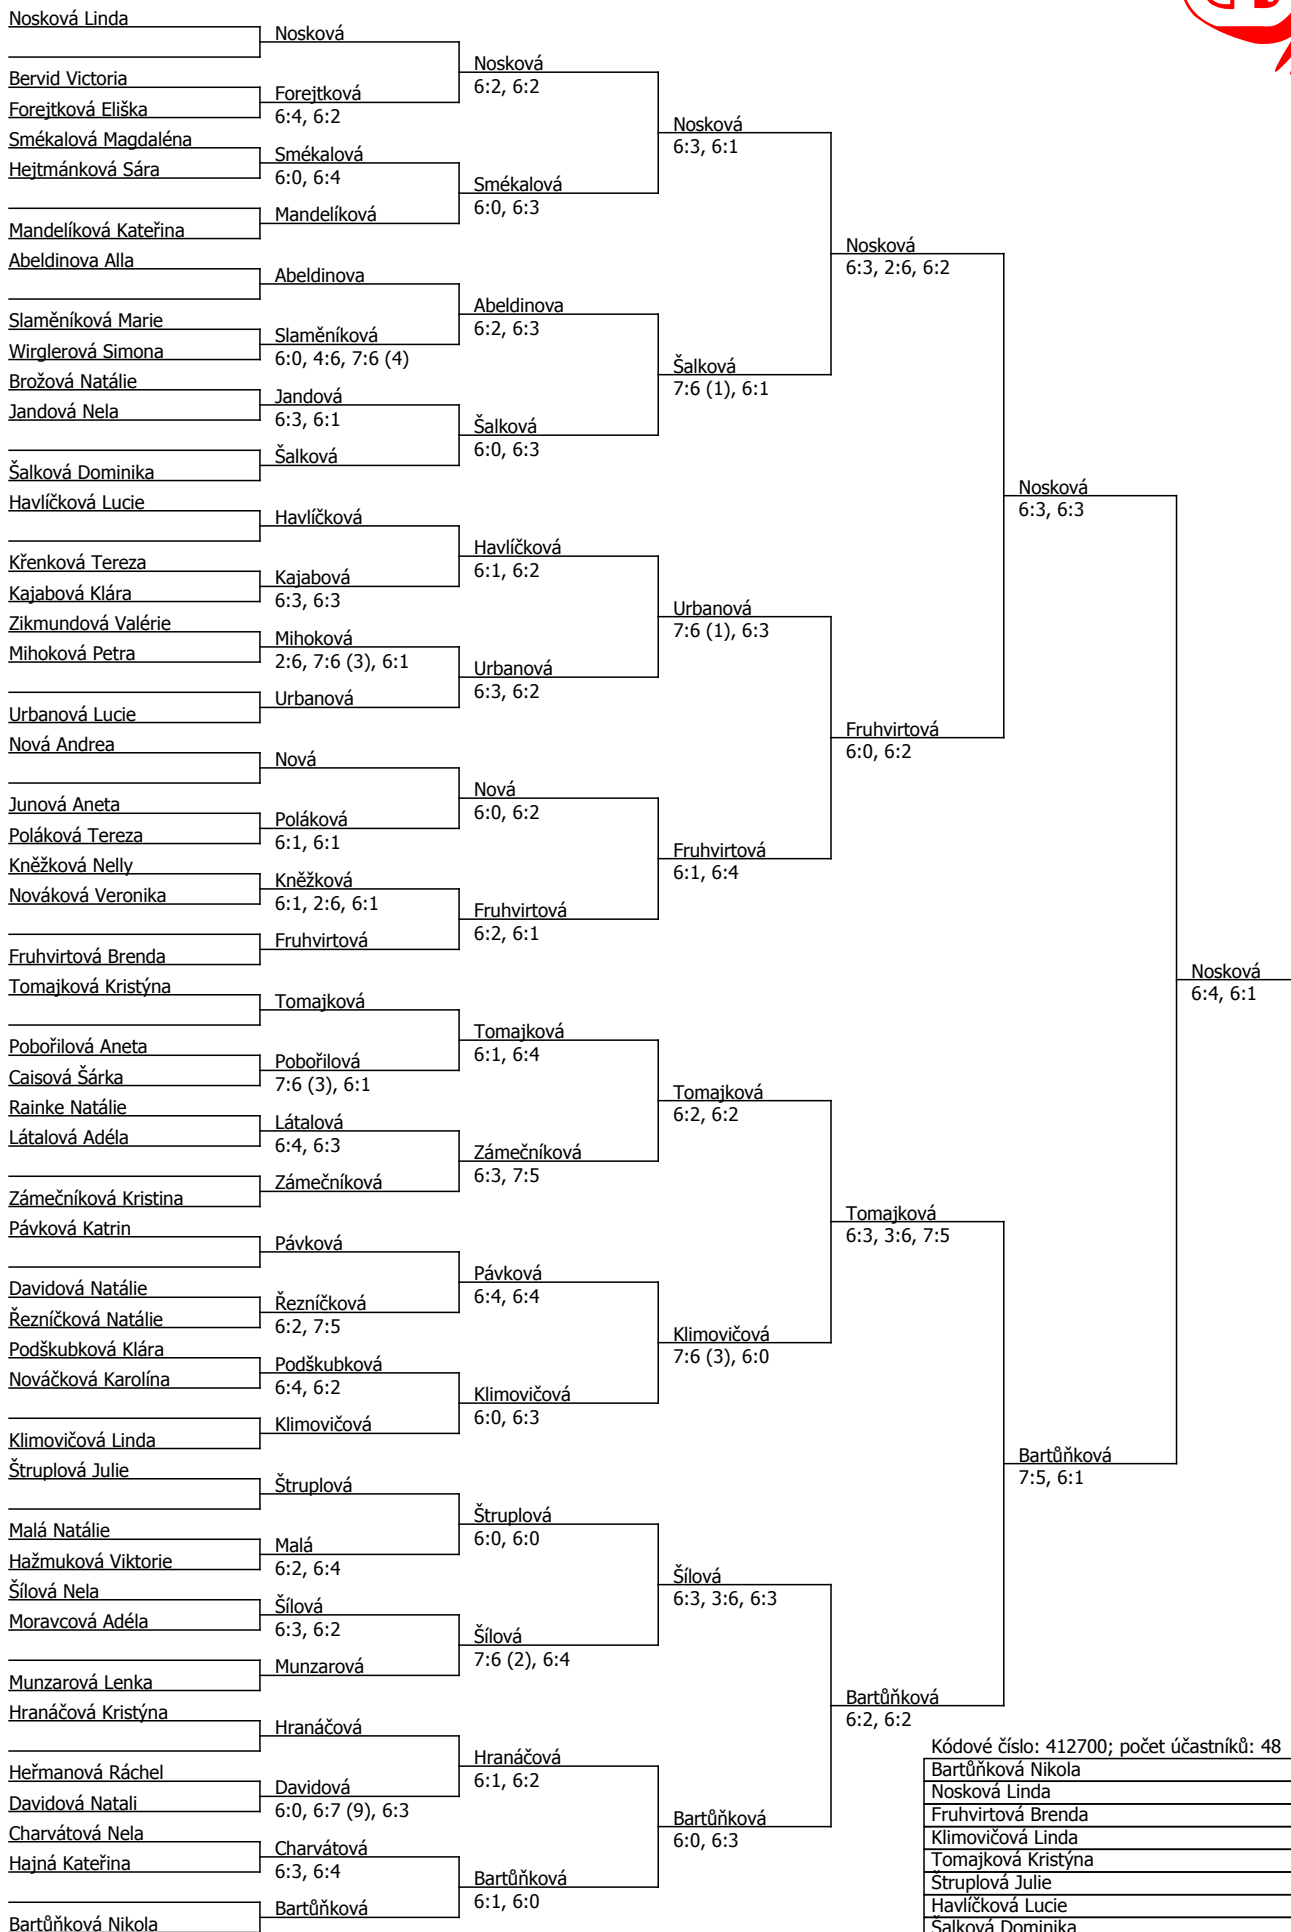 Nosková Linda
Bervid Victoria
Forejtková Eliška
Smékalová Magdaléna
Hejtmánková Sára
Mandelíková Kateřina
Abeldinova Alla
Slaměníková Marie
Wirglerová Simona
Brožová Natálie
Jandová Nela
Šalková Dominika
Havlíčková Lucie
Křenková Tereza
Kajabová Klára
Zikmundová Valérie
Mihoková Petra
Urbanová Lucie
Nová Andrea
Junová Aneta
Poláková Tereza
Kněžková Nelly
Nováková Veronika
Fruhvirtová Brenda
Tomajková Kristýna
Pobořilová Aneta
Caisová Šárka
Rainke Natálie
Látalová Adéla
Zámečníková Kristina
Pávková Katrin
Davidová Natálie
Řezníčková Natálie
Podškubková Klára
Nováčková Karolína
Klimovičová Linda
Štruplová Julie
Malá Natálie
Hažmuková Viktorie
Šílová Nela
Moravcová Adéla
Munzarová Lenka
Hranáčová Kristýna
Heřmanová Ráchel
Davidová Natali
Charvátová Nela
Hajná Kateřina
Bartůňková Nikola
Nosková
Forejtková
6:4, 6:2
Smékalová
6:0, 6:4
Mandelíková
Abeldinova
Slaměníková
6:0, 4:6, 7:6 (4)
Jandová
6:3, 6:1
Šalková
Havlíčková
Kajabová
6:3, 6:3
Mihoková
2:6, 7:6 (3), 6:1
Urbanová
Nová
Poláková
6:1, 6:1
Kněžková
6:1, 2:6, 6:1
Fruhvirtová
Tomajková
Pobořilová
7:6 (3), 6:1
Látalová
6:4, 6:3
Zámečníková
Pávková
Řezníčková
6:2, 7:5
Podškubková
6:4, 6:2
Klimovičová
Štruplová
Malá
6:2, 6:4
Šílová
6:3, 6:2
Munzarová
Hranáčová
Davidová
6:0, 6:7 (9), 6:3
Charvátová
6:3, 6:4
Bartůňková
Nosková
6:2, 6:2
Smékalová
6:0, 6:3
Abeldinova
6:2, 6:3
Šalková
6:0, 6:3
Havlíčková
6:1, 6:2
Urbanová
6:3, 6:2
Nová
6:0, 6:2
Fruhvirtová
6:2, 6:1
Tomajková
6:1, 6:4
Zámečníková
6:3, 7:5
Pávková
6:4, 6:4
Klimovičová
6:0, 6:3
Štruplová
6:0, 6:0
Šílová
7:6 (2), 6:4
Hranáčová
6:1, 6:2
Bartůňková
6:1, 6:0
Nosková
6:3, 6:1
Šalková
7:6 (1), 6:1
Urbanová
7:6 (1), 6:3
Fruhvirtová
6:1, 6:4
Tomajková
6:2, 6:2
Klimovičová
7:6 (3), 6:0
Šílová
6:3, 3:6, 6:3
Bartůňková
6:0, 6:3
Nosková
6:3, 2:6, 6:2
Fruhvirtová
6:0, 6:2
Tomajková
6:3, 3:6, 7:5
Bartůňková
6:2, 6:2
Nosková
6:3, 6:3
Bartůňková
7:5, 6:1
Nosková
6:4, 6:1
Kódové číslo: 412700; počet účastníků: 48
Bartůňková Nikola
Nosková Linda
Fruhvirtová Brenda
Klimovičová Linda
Tomajková Kristýna
Štruplová Julie
Havlíčková Lucie
Šalková Dominika